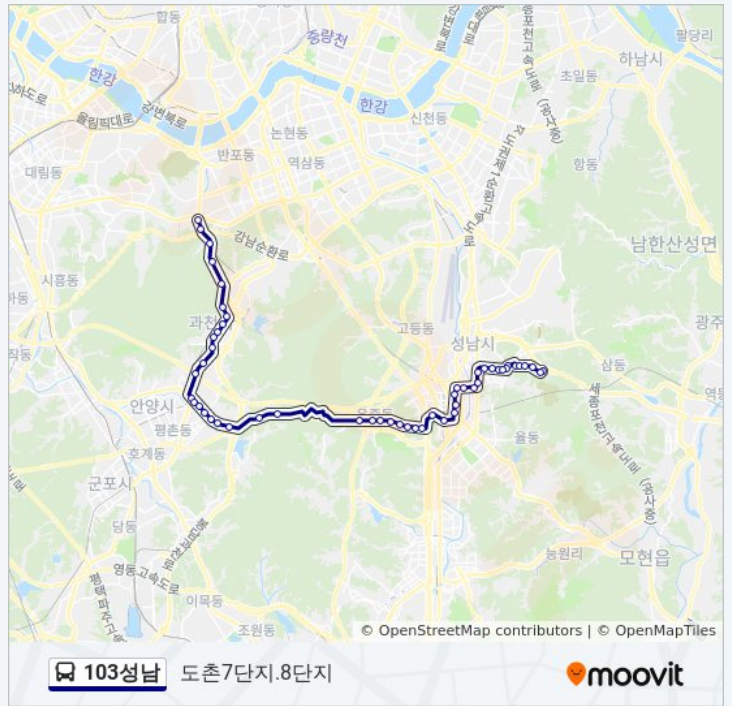 합동
중랑천
팔당리
하남시
초일동
한강
강변북로
올림픽대로
한강
신천동
논현동
반포동
역삼동
대림동
항동
강남순환로
남한산성면
시흥동
고등동
과천
성남시
광주
삼동
안양시
운중동
평촌동
율동
호계동
군포시
당동
능원리
모현읍
영동고속도로
이목동
조원동
© OpenStreetMap contributors | © OpenMapTiles
103성남 도촌7단지.8단지
moovit